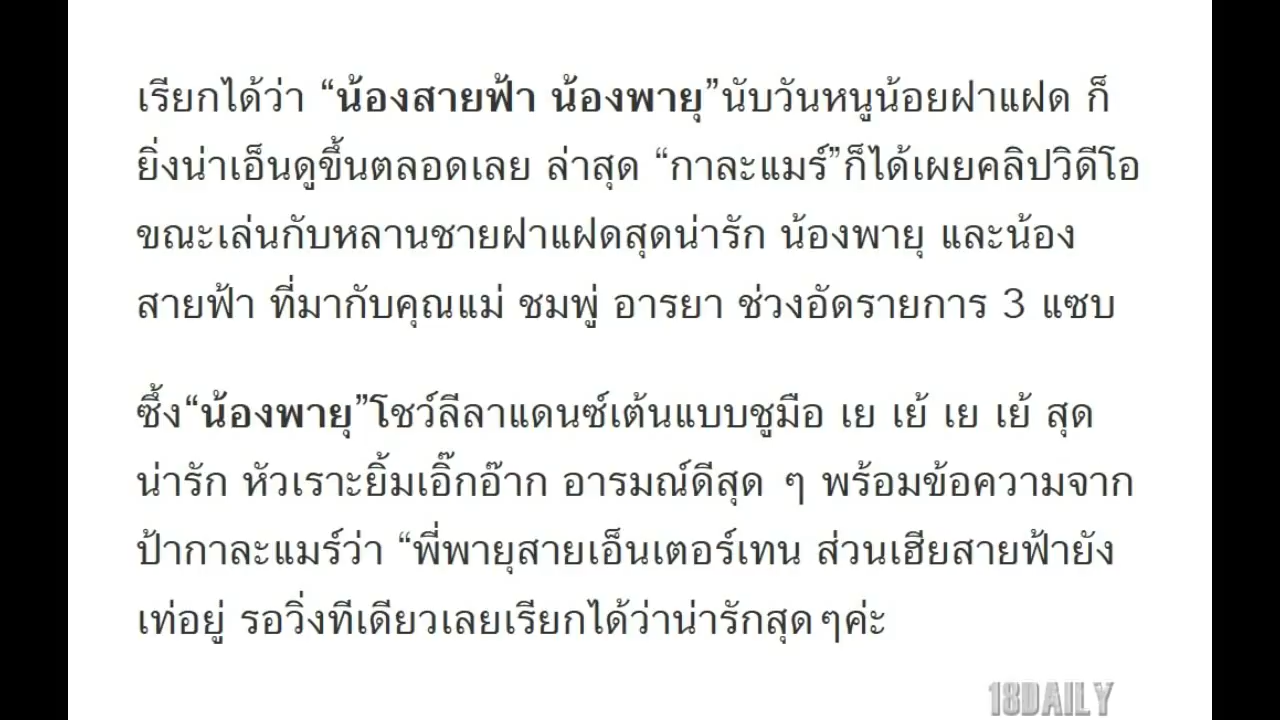 เรียกได้ว่า “น้องสายฟ้า น้องพายุ”นับวันหนูน้อยฝาแฝด ก็
ยิ่งน่าเอ็นดูขึ้นตลอดเลย ล่าสุด “กาละแมร์”ก็ได้เผยคลิปวิดีโอ
ขณะเล่นกับหลานชายฝาแฝดสุดน่ารัก น้องพายุ และน้อง
สายฟ้า ที่มากับคุณแม่ ชมพู่ อารยา ช่วงอัดรายการ 3 แซบ
ซึ้ง“น้องพายุ”โชว์ลีลาแดนซ์เต้นแบบชูมือ เย เย้ เย เย้ สุด
น่ารัก หัวเราะยิ้มเอิ๊กอ๊าก อารมณ์ดีสุด ๆ พร้อมข้อความจาก
ป้ากาละแมร์ว่า “พี่พายุสายเอ็นเตอร์เทน ส่วนเฮียสายฟ้ายัง
เท่อยู่ รอวิ่งทีเดียวเลยเรียกได้ว่าน่ารักสุดๆค่ะ
18DAILY